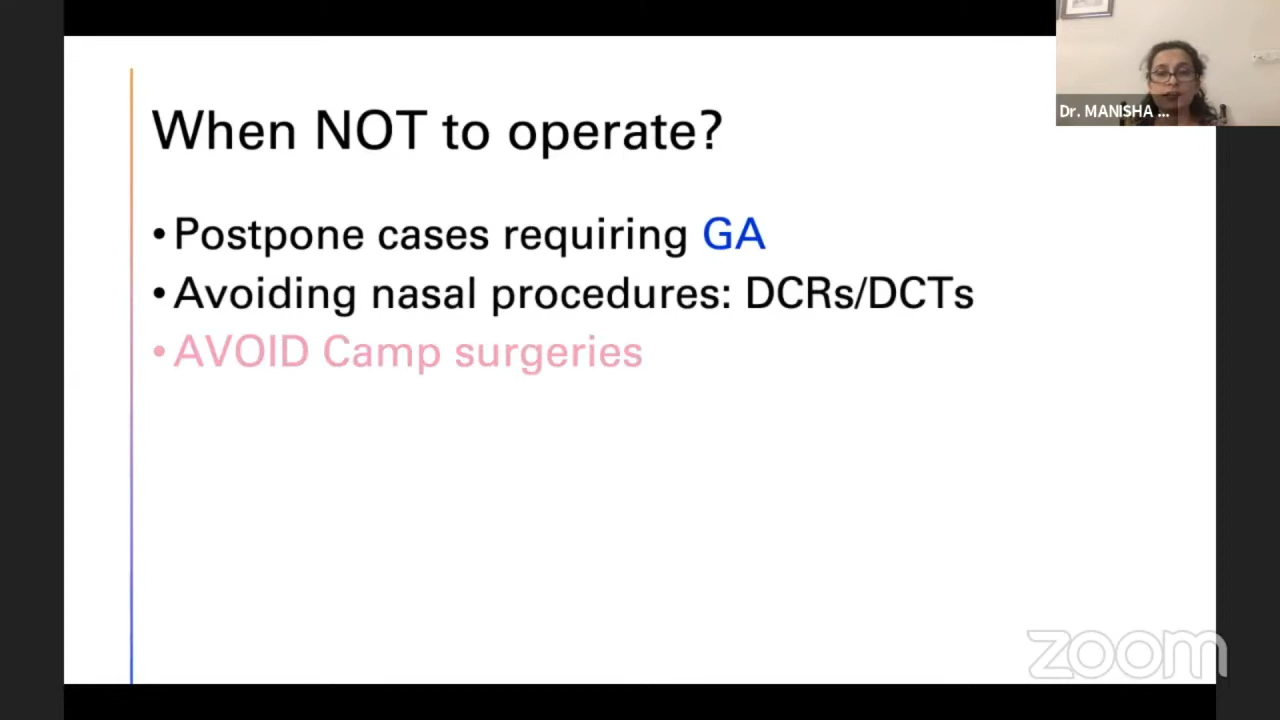 When NOT to operate?
• Postpone cases requiring GA
• Avoiding nasal procedures: DCRs/DCTs
• AVOID Camp surgeries
Dr. MANISHA ...
zoom